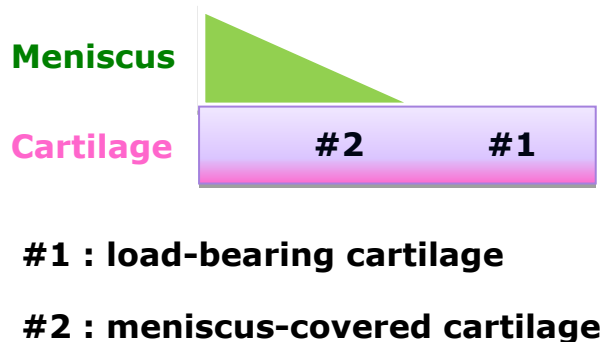 Meniscus
Cartilage #2 #1
#1 : load-bearing cartilage
#2 : meniscus-covered cartilage